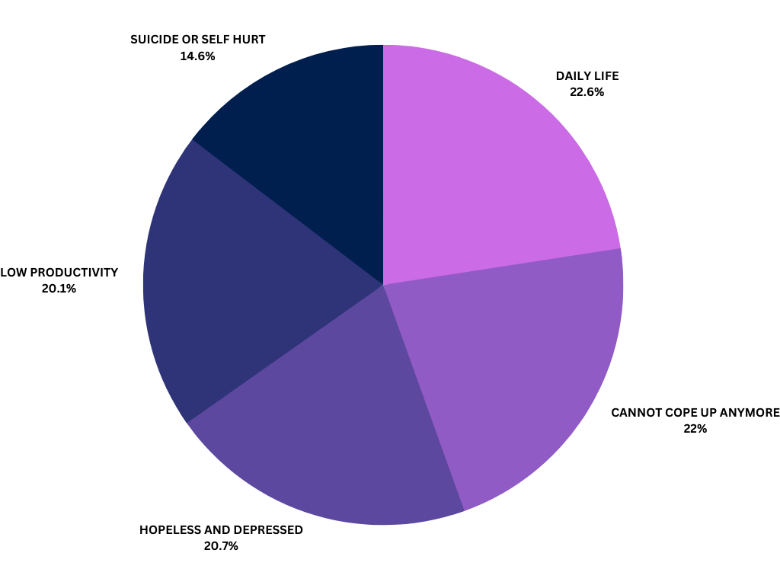 SUICIDE OR SELF HURT
14.6%
DAILY LIFE
22.6%
LOW PRODUCTIVITY
20.1%
CANNOT COPE UP ANYMORE
22%
HOPELESS AND DEPRESSED
20.7%